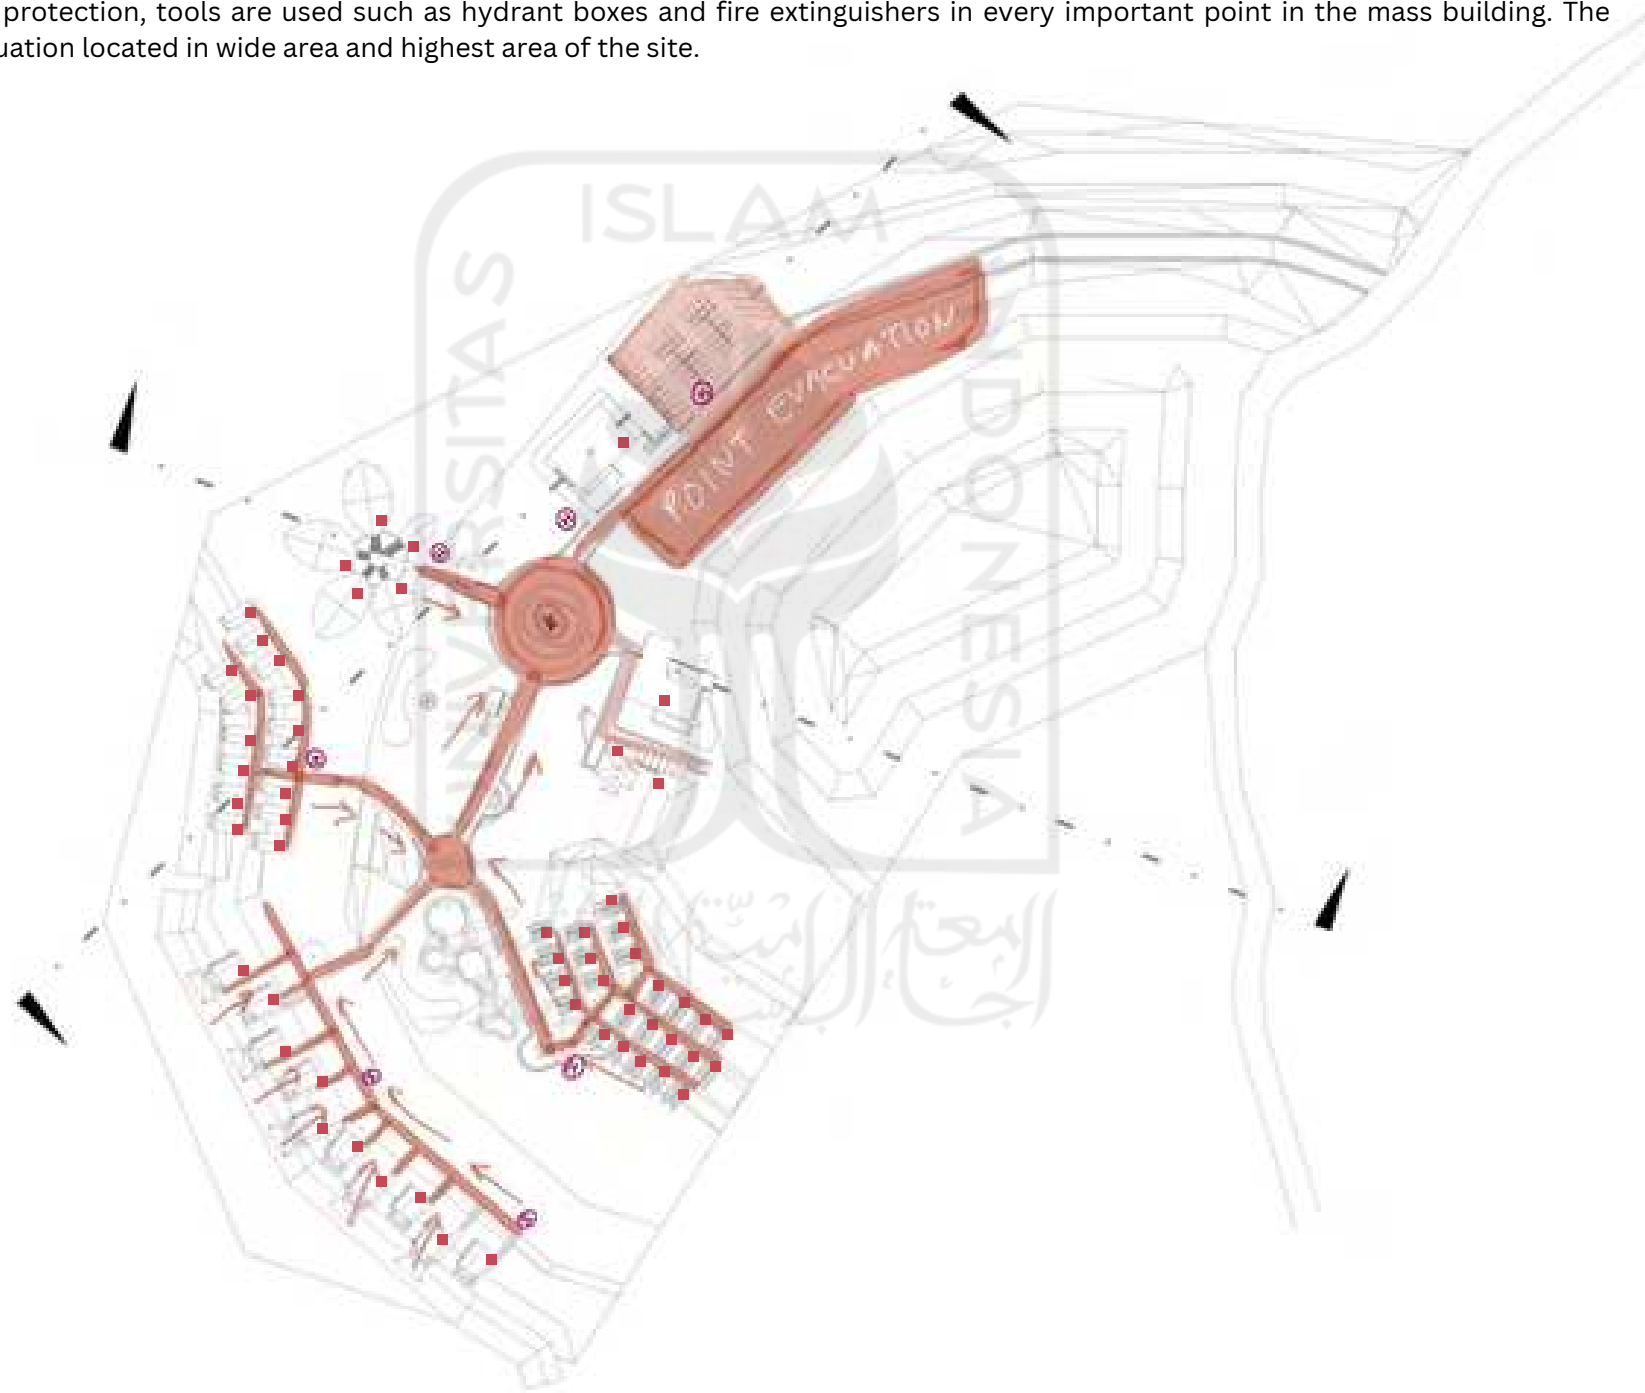 protection, tools are used such as hydrant boxes and fire extinguishers in every important point in the mass building. The
uation located in wide area and highest area of the site.
ISLAM
UNIVERSITAS
INDONESIA
POINT EVACUATION